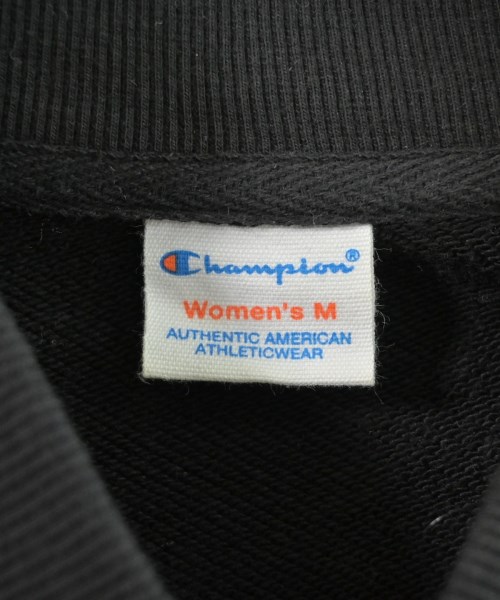 Champion®
Women's M
AUTHENTIC AMERICAN
ATHLETICWEAR